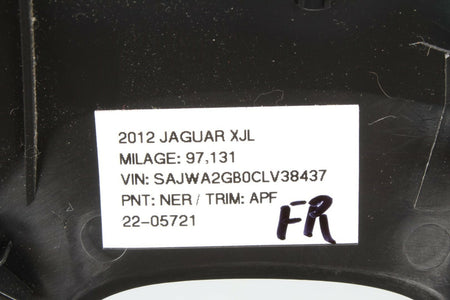 2012 JAGUAR XJL
MILAGE: 97,131
VIN: SAJWA2GB0CLV38437
PNT: NER / TRIM: APF
22-05721
FR